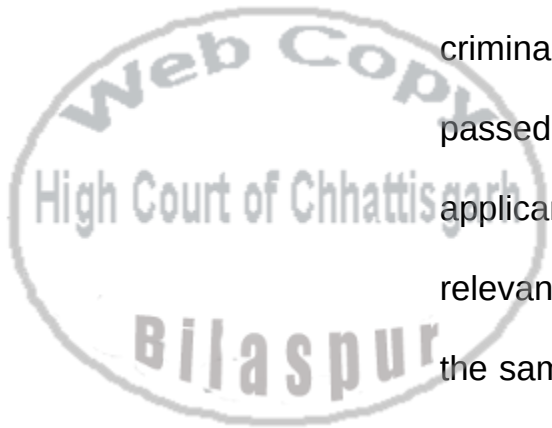 Web Copy
High Court of Chhattisgarh
Bilaspur
crimina
passed
applican
relevan
the sam